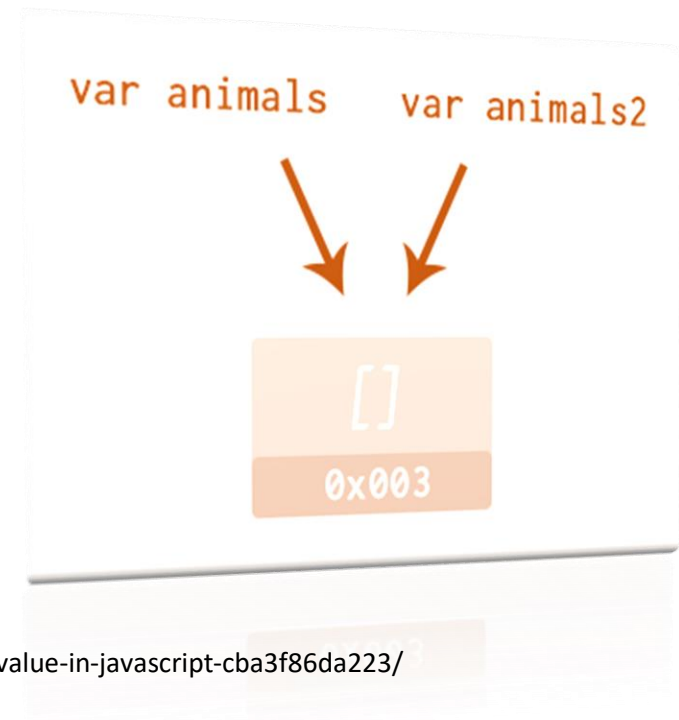 var animals var animals2
[]
0x003
value-in-javascript-cba3f86da223/